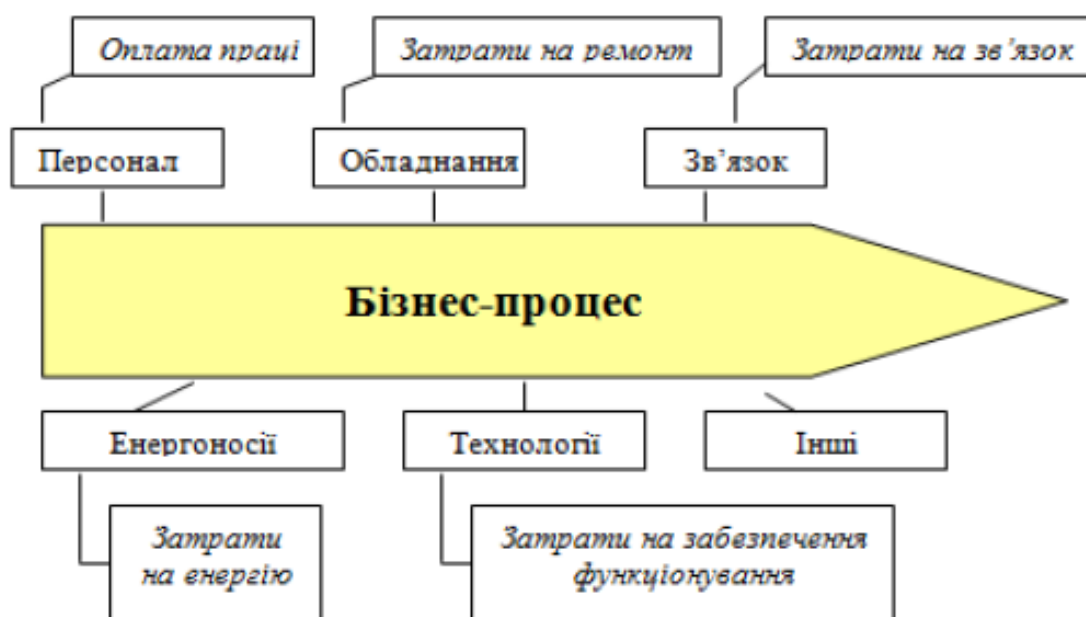 Оплата праці
Затрати на ремонт
Затрати на зв’язок
Персонал
Обладнання
Зв’язок
Бізнес-процес
Енергоносії
Технології
Інші
Затрати
на енергію
Затрати на забезпечення
функціонування